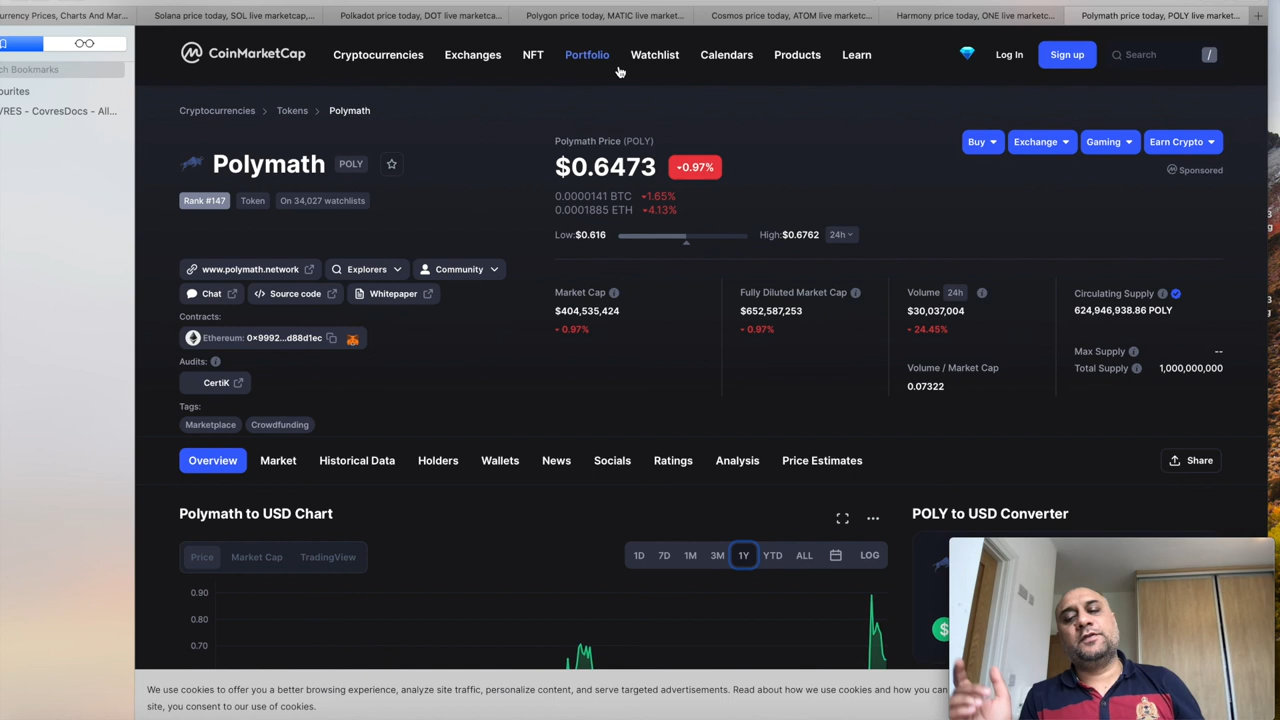 urrency Prices, Charts And Mar...
Solana price today, SOL live marketcap,...
Polkadot price today, DOT live marketca...
Polygon price today, MATIC live market...
Cosmos price today, ATOM live marketc...
Harmony price today, ONE live marketc...
Polymath price today, POLY live market...
CoinMarketCap
Cryptocurrencies Exchanges NFT Portfolio Watchlist Calendars Products Learn
Log In
Sign up
Search /
ch Bookmarks
ourites
VRES - CovresDocs - All...
Cryptocurrencies > Tokens > Polymath
Polymath POLY
Rank #147 Token On 34,027 watchlists
Polymath Price (POLY)
$0.6473 0.97%
0.0000141 BTC 1.65%
0.0001885 ETH 4.13%
Low:$0.616 High:$0.6762 24h
Buy Exchange Gaming Earn Crypto
Sponsored
www.polymath.network Explorers Community
Chat Source code Whitepaper
Contracts:
Ethereum: 0x9992...d88d1ec
Audits:
CertiK
Tags:
Marketplace Crowdfunding
Market Cap
$404,535,424
0.97%
Fully Diluted Market Cap
$652,587,253
0.97%
Volume 24h
$30,037,004
24.45%
Volume / Market Cap
0.07322
Circulating Supply
624,946,938.86 POLY
Max Supply --
Total Supply 1,000,000,000
Overview Market Historical Data Holders Wallets News Socials Ratings Analysis Price Estimates
Share
Polymath to USD Chart
Price Market Cap TradingView
1D 7D 1M 3M 1Y YTD ALL LOG
0.90
0.80
0.70
POLY to USD Converter
We use cookies to offer you a better browsing experience, analyze site traffic, personalize content, and serve targeted advertisements. Read about how we use cookies and how you can
site, you consent to our use of cookies.